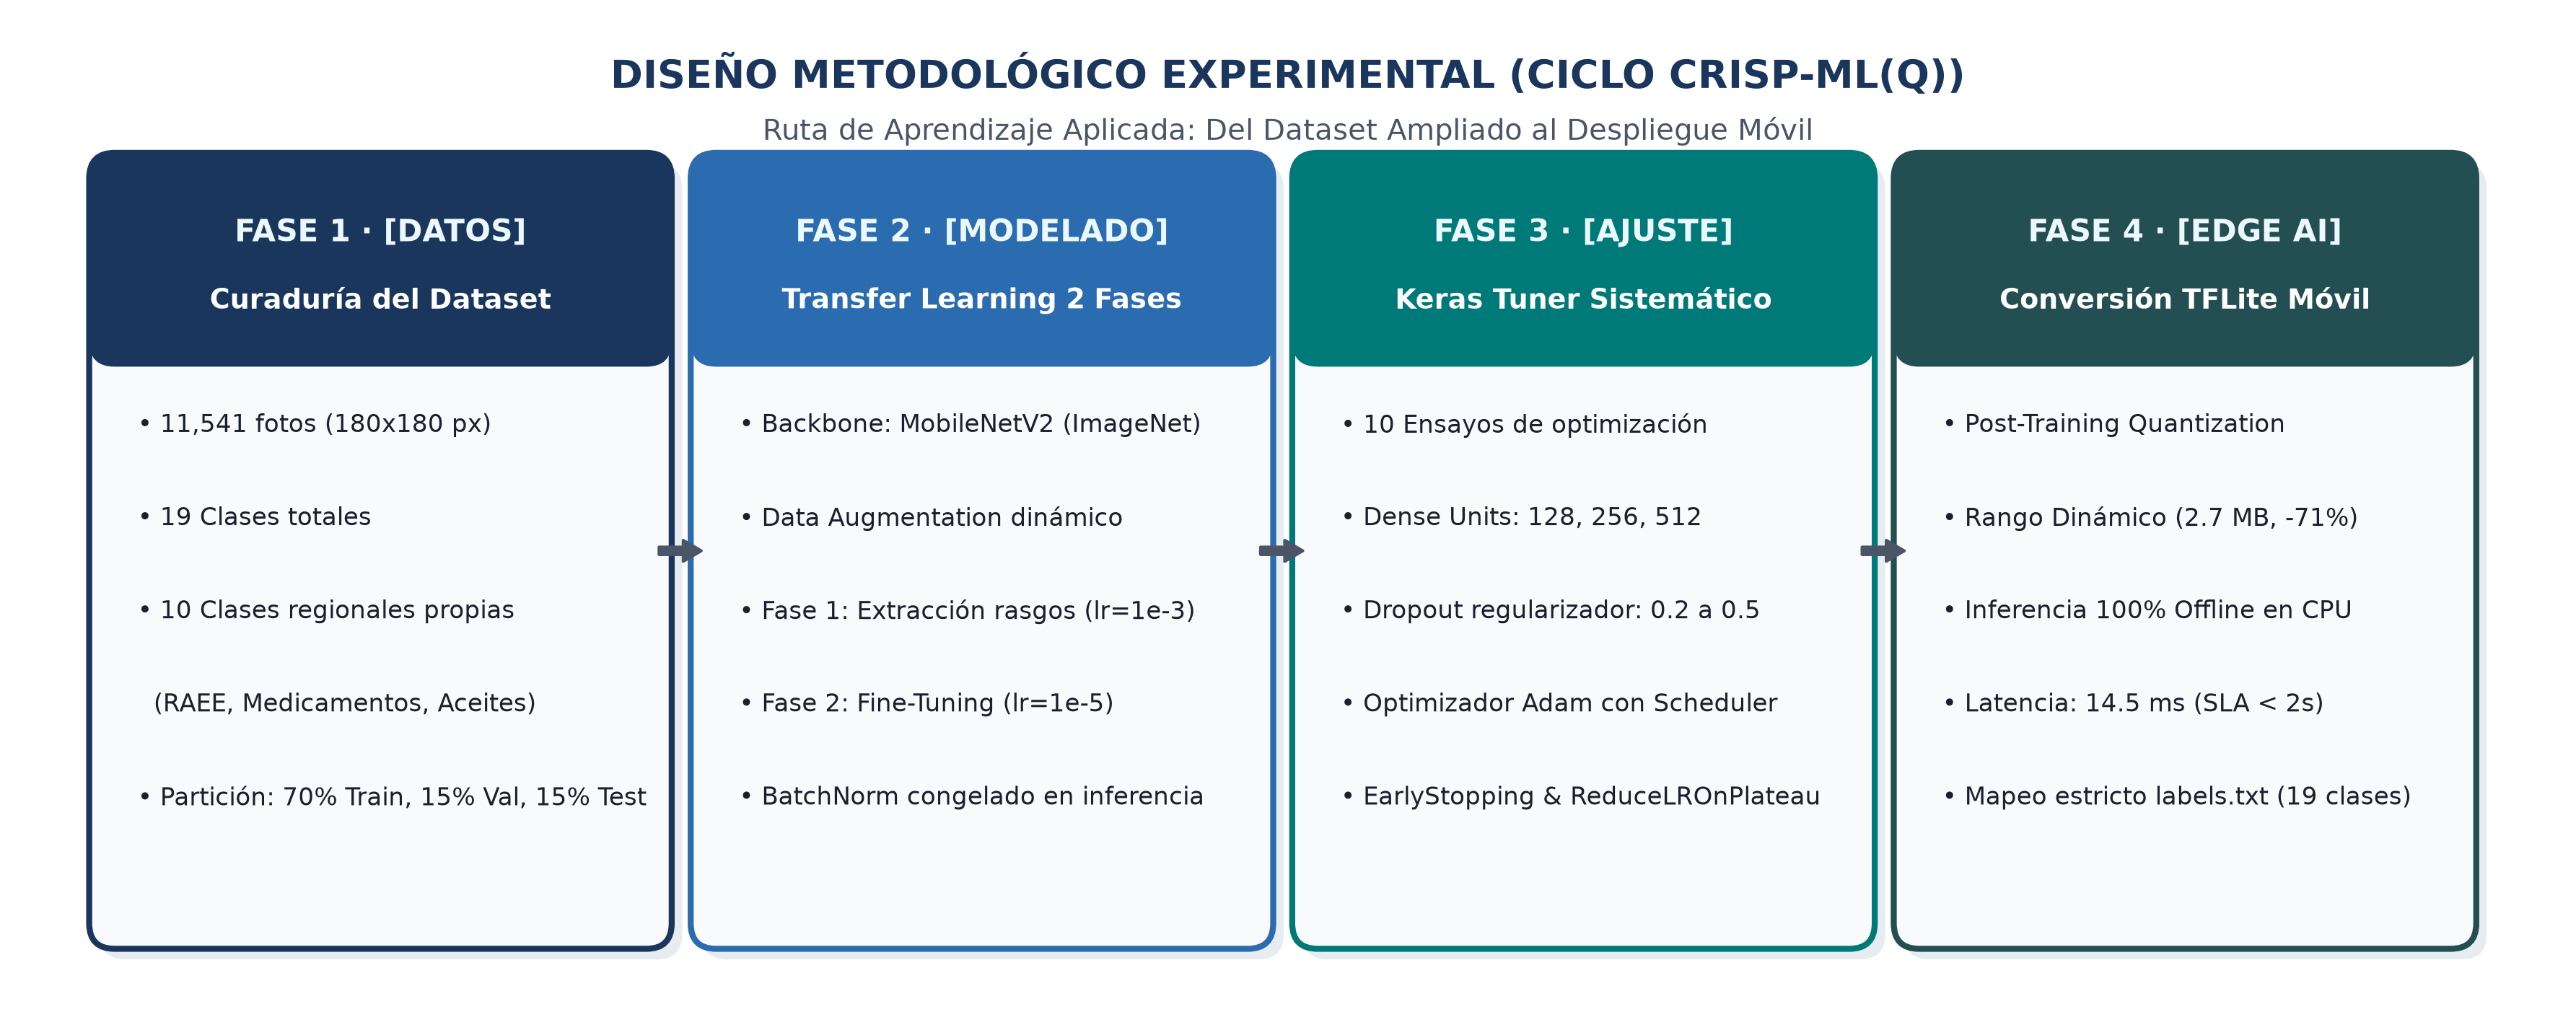 DISEÑO METODOLÓGICO EXPERIMENTAL (CICLO CRISP-ML(Q))
Ruta de Aprendizaje Aplicada: Del Dataset Ampliado al Despliegue Móvil
FASE 1 · [DATOS]
Curaduría del Dataset
• 11,541 fotos (180x180 px)
• 19 Clases totales
• 10 Clases regionales propias
(RAEE, Medicamentos, Aceites)
• Partición: 70% Train, 15% Val, 15% Test
FASE 2 · [MODELADO]
Transfer Learning 2 Fases
• Backbone: MobileNetV2 (ImageNet)
• Data Augmentation dinámico
• Fase 1: Extracción rasgos (lr=1e-3)
• Fase 2: Fine-Tuning (lr=1e-5)
• BatchNorm congelado en inferencia
FASE 3 · [AJUSTE]
Keras Tuner Sistemático
• 10 Ensayos de optimización
• Dense Units: 128, 256, 512
• Dropout regularizador: 0.2 a 0.5
• Optimizador Adam con Scheduler
• EarlyStopping & ReduceLROnPlateau
FASE 4 · [EDGE AI]
Conversión TFLite Móvil
• Post-Training Quantization
• Rango Dinámico (2.7 MB, -71%)
• Inferencia 100% Offline en CPU
• Latencia: 14.5 ms (SLA < 2s)
• Mapeo estricto labels.txt (19 clases)